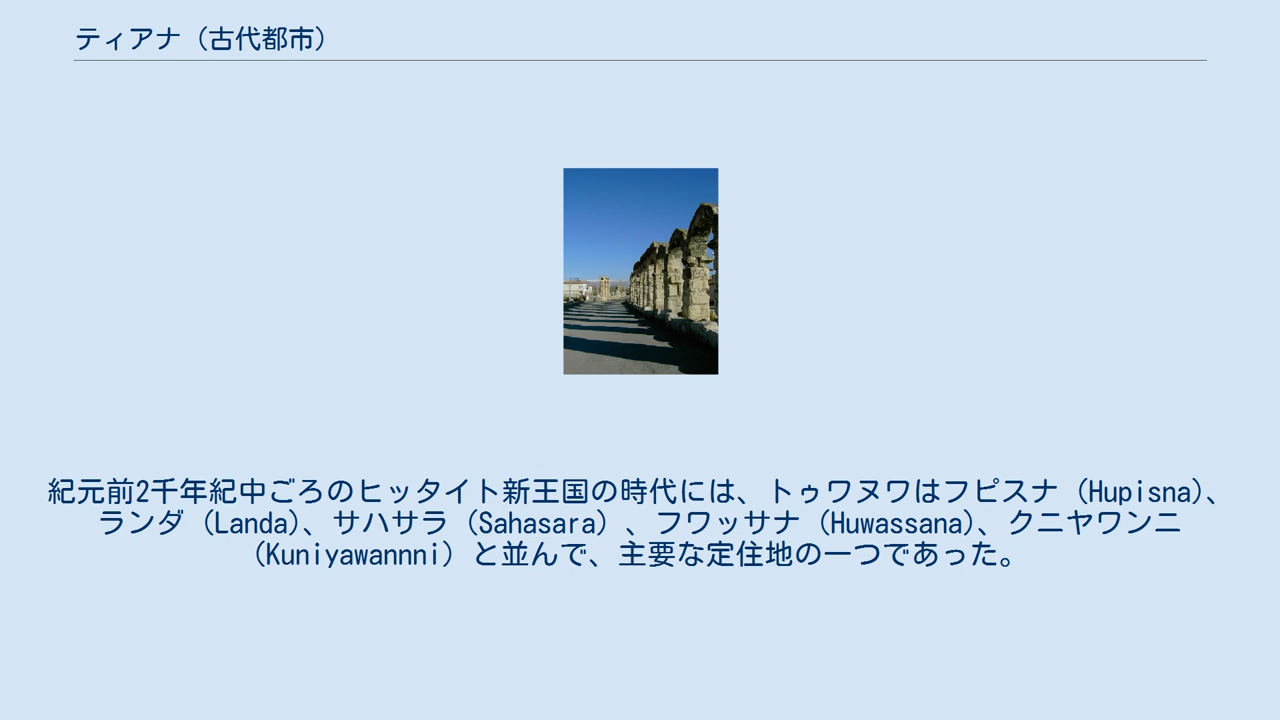 ティアナ（古代都市）
紀元前2千年紀中ごろのヒッタイト新王国の時代には、トゥワヌワはフピスナ（Hupisna）、
ランダ（Landa）、サハサラ（Sahasara）、フワッサナ（Huwassana）、クニヤワンニ
（Kuniyawannni）と並んで、主要な定住地の一つであった。